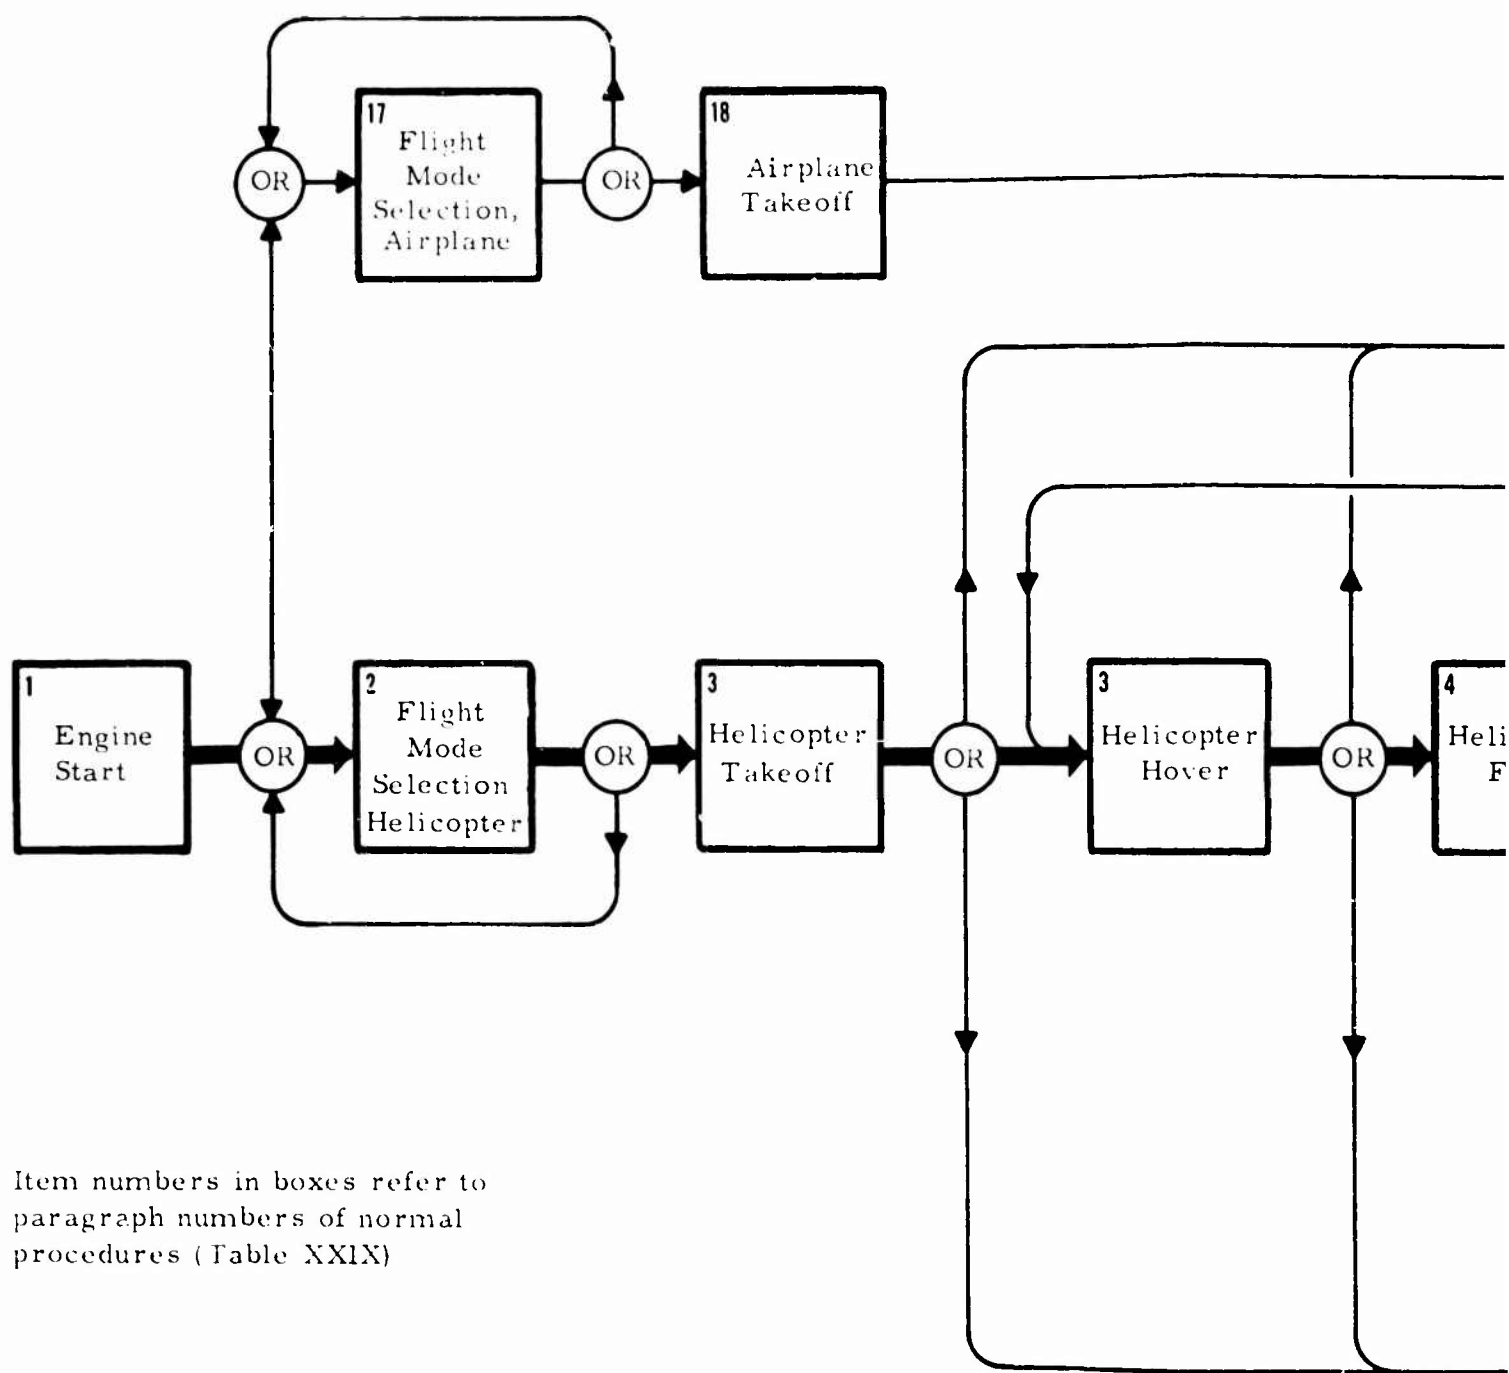 17
Flight
Mode
Selection,
Airplane
OR
OR
18
Airplane
Takeoff
1
Engine
Start
OR
2
Flight
Mode
Selection
Helicopter
OR
3
Helicopter
Takeoff
OR
3
Helicopter
Hover
OR
4
Heli
F
Item numbers in boxes refer to
paragraph numbers of normal
procedures (Table XXIX)